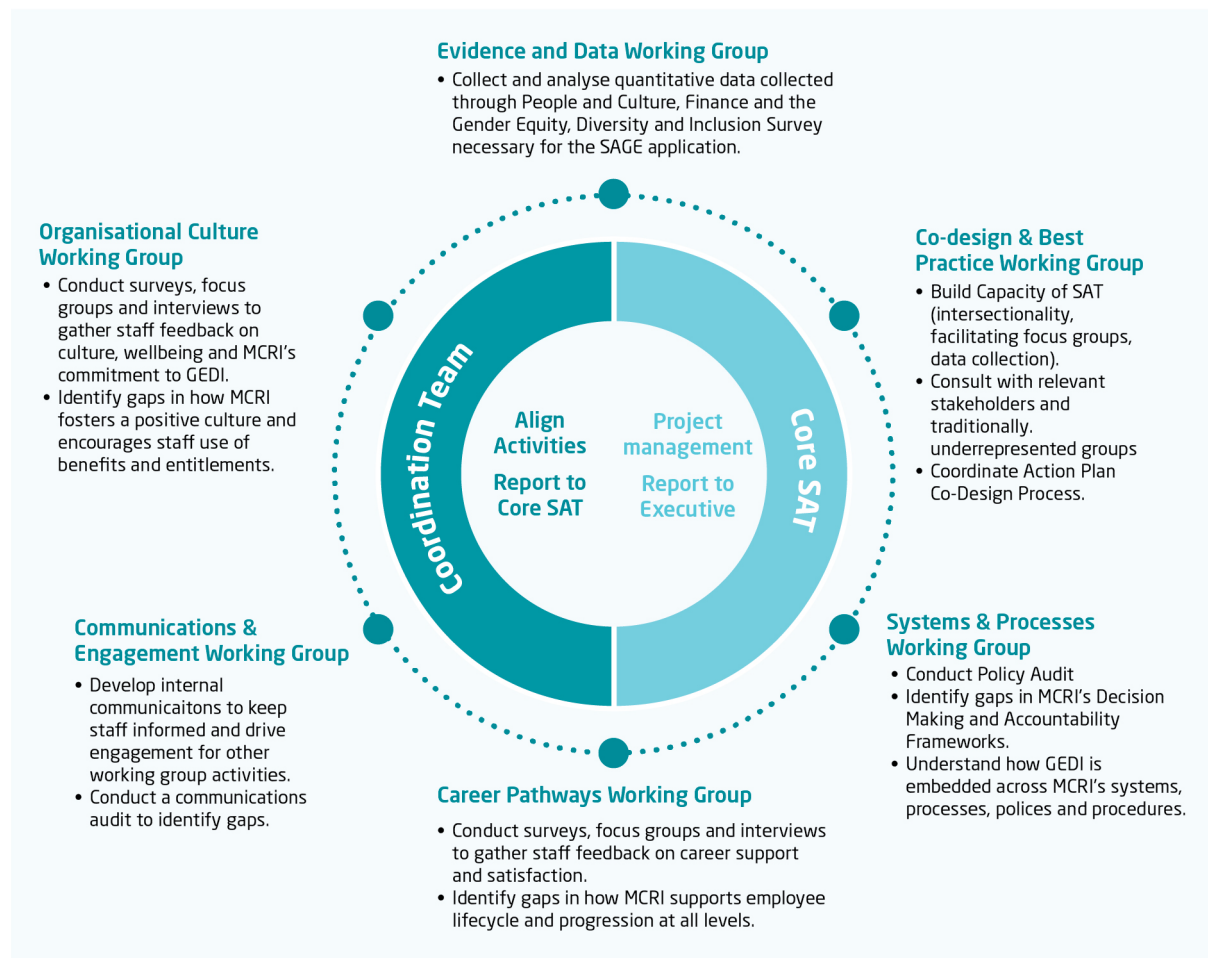 Evidence and Data Working Group
• Collect and analyse quantitative data collected
through People and Culture, Finance and the
Gender Equity, Diversity and Inclusion Survey
necessary for the SAGE application.
Organisational Culture
Working Group
• Conduct surveys, focus
groups and interviews to
gather staff feedback on
culture, wellbeing and MCRI's
commitment to GEDI.
• Identify gaps in how MCRI
fosters a positive culture and
encourages staff use of
benefits and entitlements.
Co-design & Best
Practice Working Group
• Build Capacity of SAT
(intersectionality,
facilitating focus groups,
data collection).
• Consult with relevant
stakeholders and
traditionally.
underrepresented groups
• Coordinate Action Plan
Co-Design Process.
Coordination Team
Align
Activities
Report to
Core SAT
Project
management
Report to
Executive
Core SAT
Communications &
Engagement Working Group
• Develop internal
communicaitons to keep
staff informed and drive
engagement for other
working group activities.
• Conduct a communications
audit to identify gaps.
Systems & Processes
Working Group
• Conduct Policy Audit
• Identify gaps in MCRI's Decision
Making and Accountability
Frameworks.
• Understand how GEDI is
embedded across MCRI's systems,
processes, polices and procedures.
Career Pathways Working Group
• Conduct surveys, focus groups and interviews
to gather staff feedback on career support
and satisfaction.
• Identify gaps in how MCRI supports employee
lifecycle and progression at all levels.